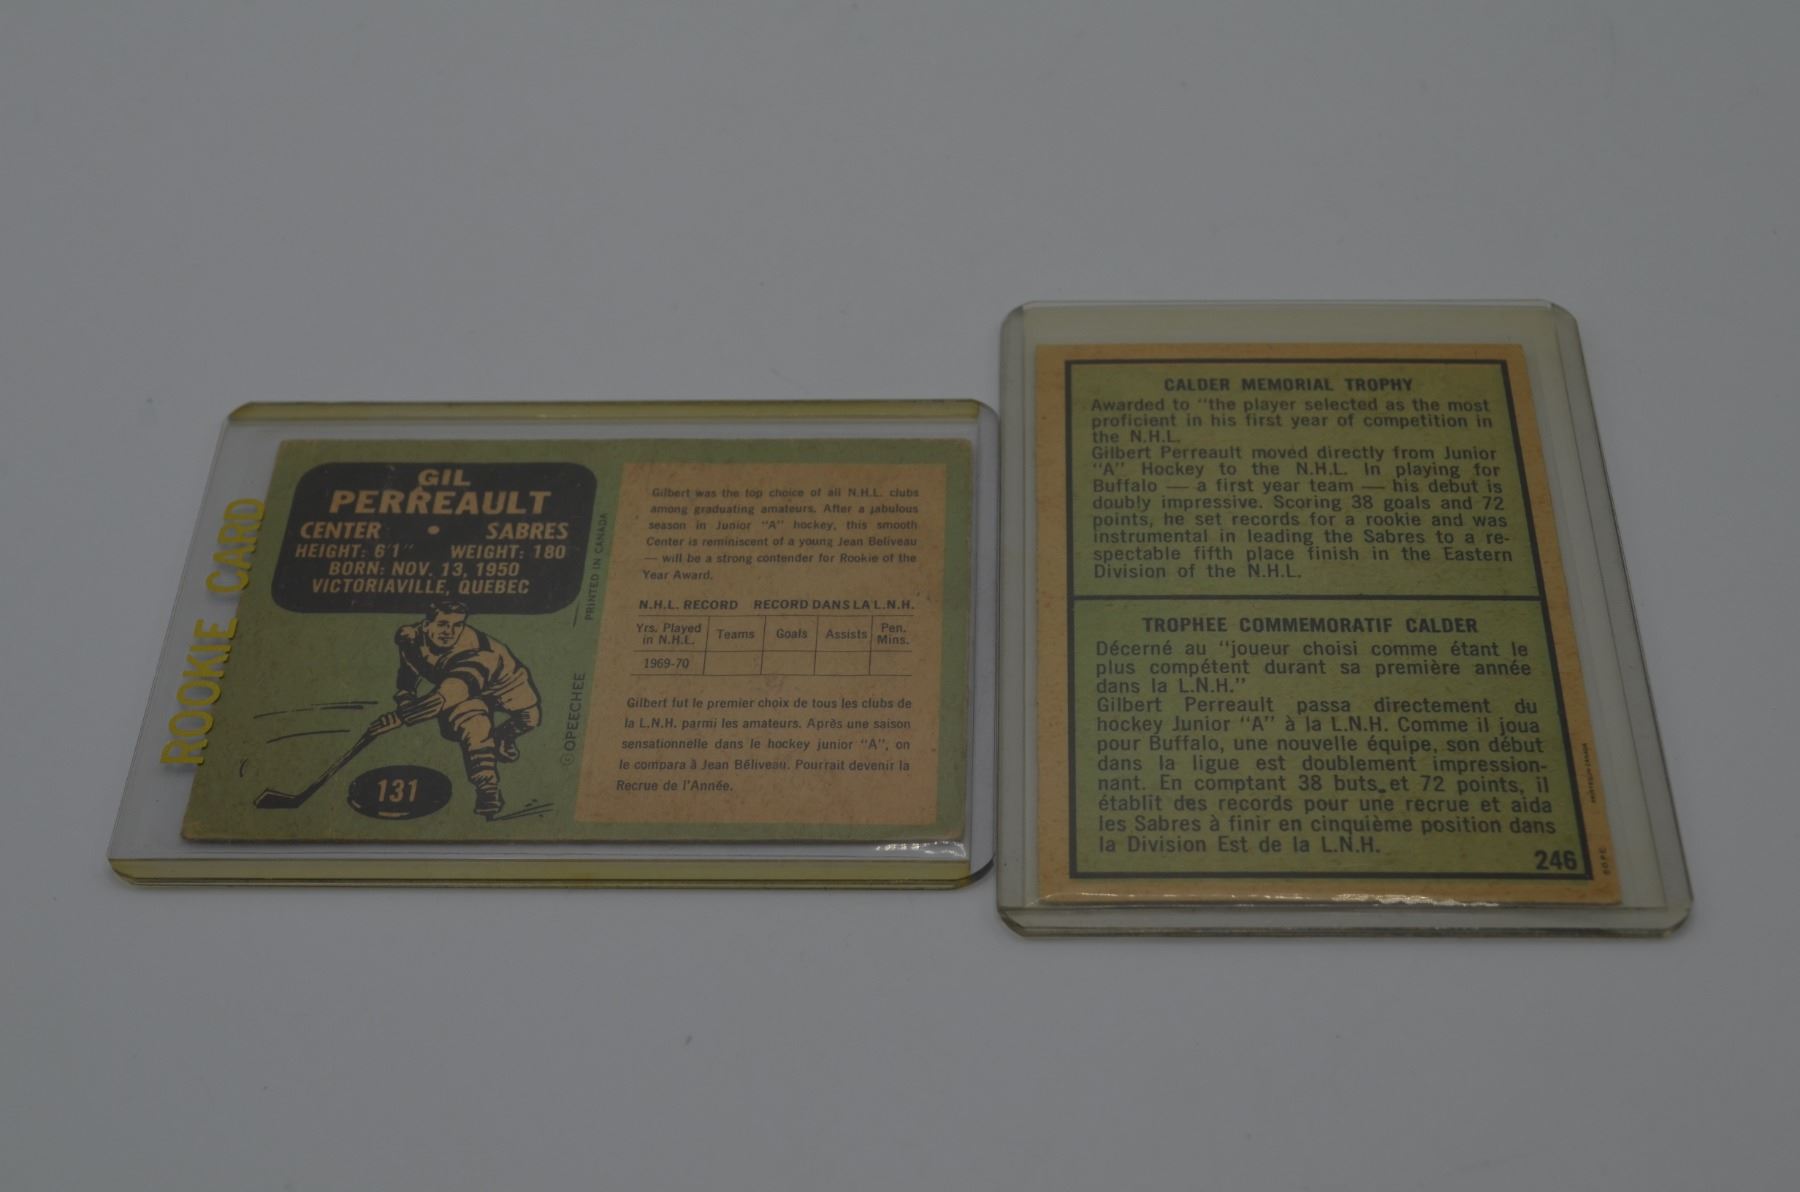 ROOKIE CARD
GIL
PERREAULT
CENTER • SABRES
HEIGHT: 6'1" WEIGHT: 180
BORN: NOV. 13, 1950
VICTORIAVILLE, QUEBEC
131
PRINTED IN CANADA
© OPEECHEE
Gilbert was the top choice of all N.H.L. clubs
among graduating amateurs. After a fabulous
season in Junior "A" hockey, this smooth
Center is reminiscent of a young Jean Beliveau
— will be a strong contender for Rookie of the
Year Award.
N.H.L. RECORD RECORD DANS LA L.N.H.
Yrs. Played in N.H.L. Teams Goals Assists Pen. Mins.
1969-70
Gilbert fut le premier choix de tous les clubs de
la L.N.H. parmi les amateurs. Après une saison
sensationnelle dans le hockey junior "A", on
le compara à Jean Béliveau. Pourrait devenir la
Recrue de l'Année.
CALDER MEMORIAL TROPHY
Awarded to "the player selected as the most
proficient in his first year of competition in
the N.H.L.
Gilbert Perreault moved directly from Junior
"A" Hockey to the N.H.L. In playing for
Buffalo — a first year team — his debut is
doubly impressive. Scoring 38 goals and 72
points, he set records for a rookie and was
instrumental in leading the Sabres to a re-
spectable fifth place finish in the Eastern
Division of the N.H.L.
TROPHEE COMMEMORATIF CALDER
Décerné au "joueur choisi comme étant le
plus compétent durant sa première année
dans la L.N.H."
Gilbert Perreault passa directement du
hockey Junior "A" à la L.N.H. Comme il joua
pour Buffalo, une nouvelle équipe, son début
dans la ligue est doublement impression-
nant. En comptant 38 buts et 72 points, il
établit des records pour une recrue et aida
les Sabres à finir en cinquième position dans
la Division Est de la L.N.H.
246
PRINTED IN CANADA
© O.P.C.